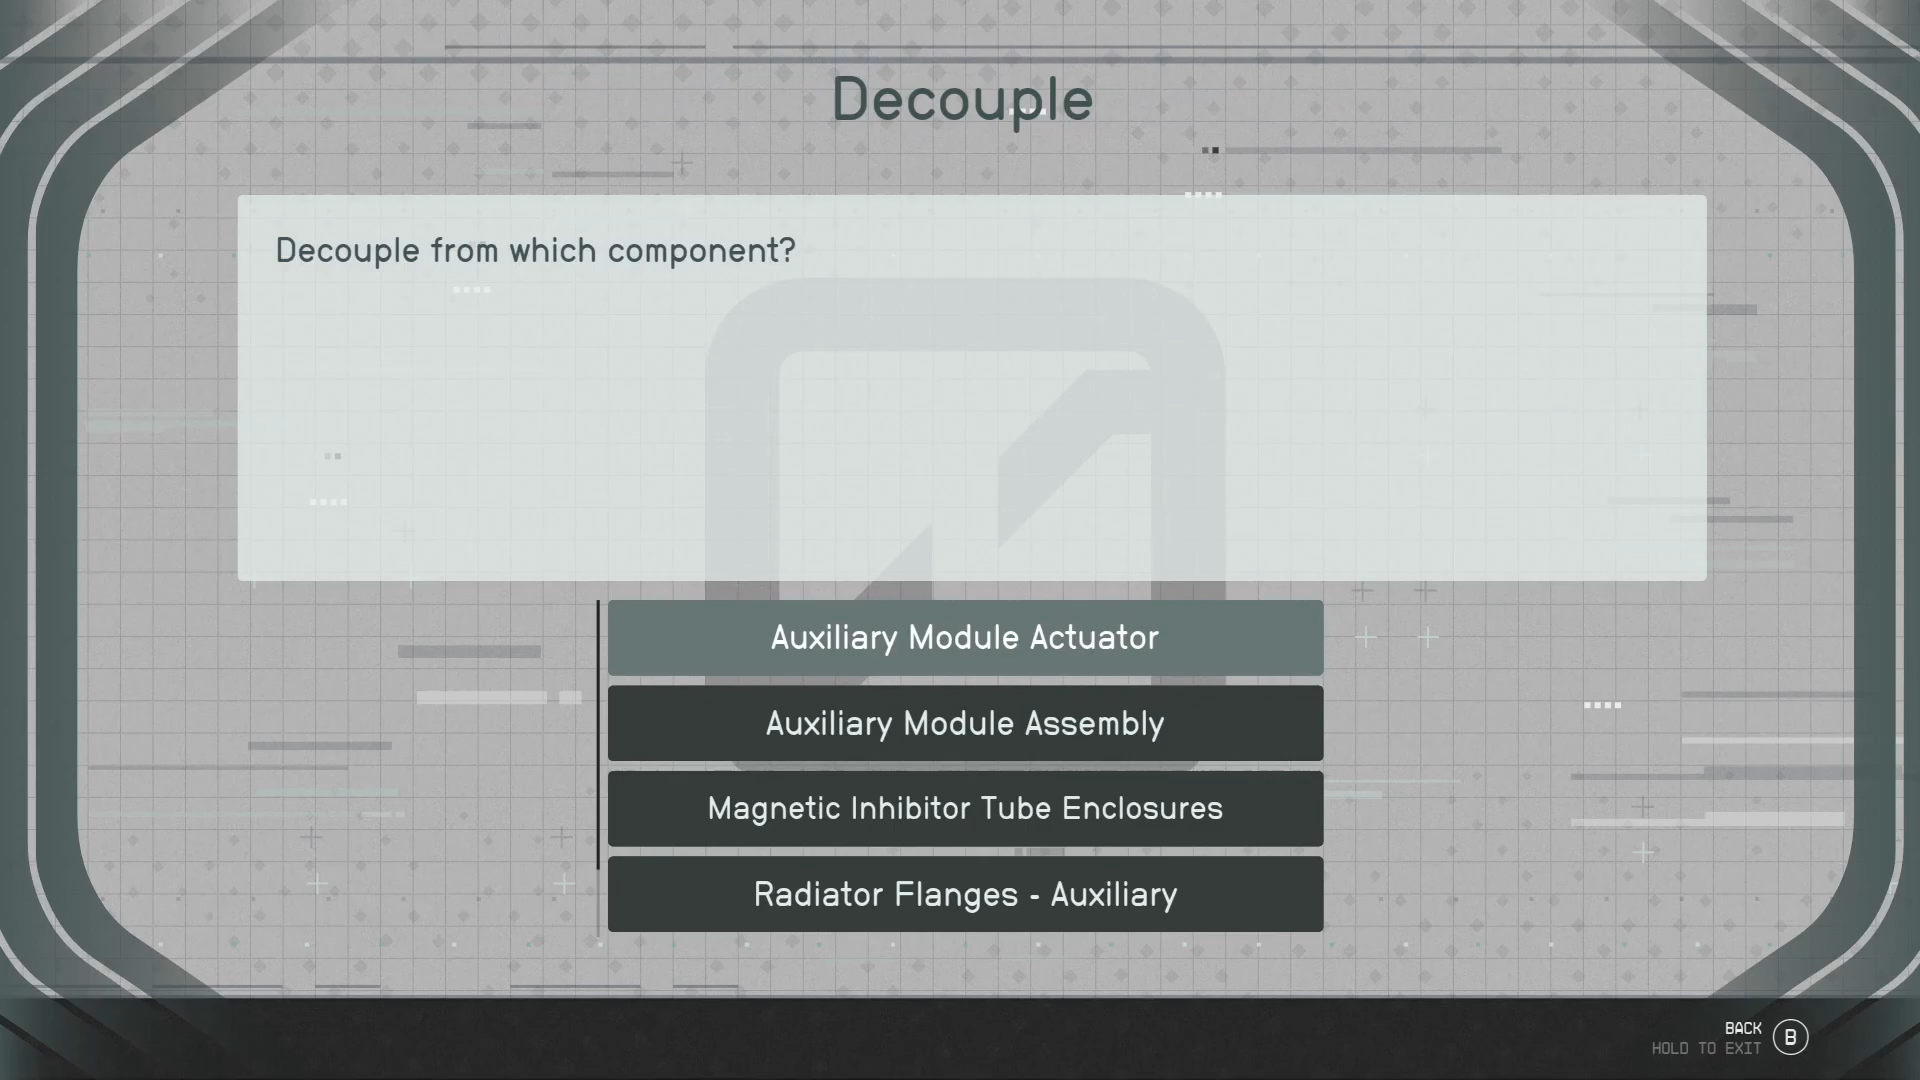 Decouple
Decouple from which component?
Auxiliary Module Actuator
Auxiliary Module Assembly
Magnetic Inhibitor Tube Enclosures
Radiator Flanges - Auxiliary
BACK
HOLD TO EXIT
B